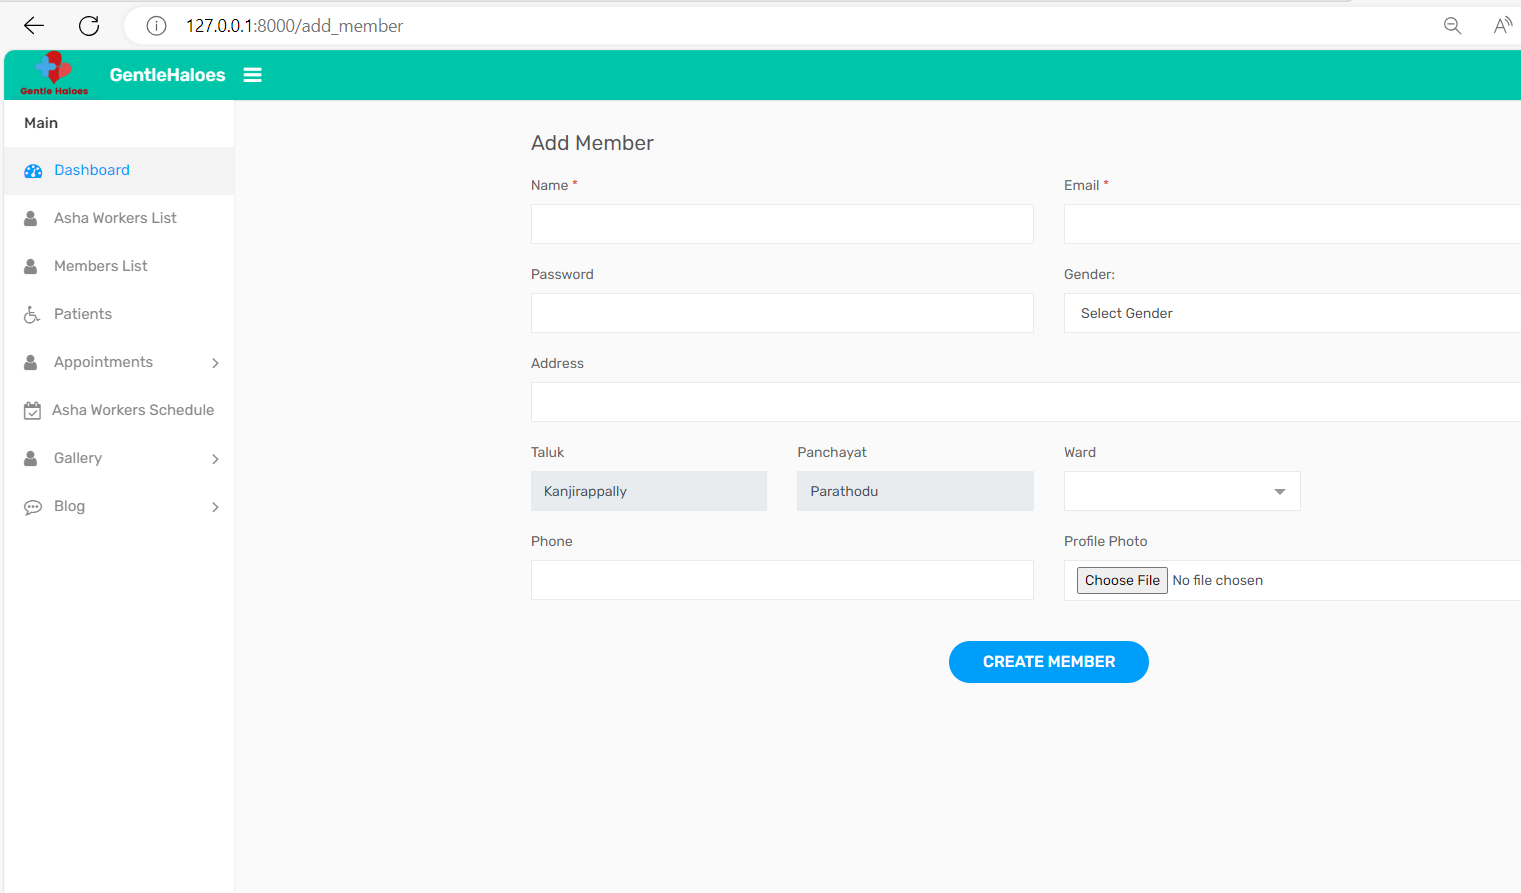 127.0.0.1:8000/add_member
Gentle Haloes
GentleHaloes
Main
Dashboard
Asha Workers List
Members List
Patients
Appointments
Asha Workers Schedule
Gallery
Blog
Add Member
Name * Email *
Password Gender:
Select Gender
Address
Taluk Panchayat Ward
Kanjirappally Parathodu
Phone Profile Photo
Choose File No file chosen
CREATE MEMBER